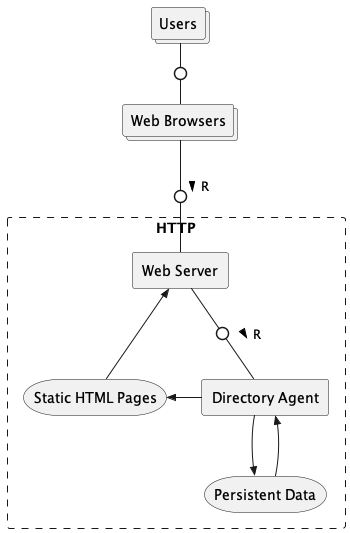 Users
Web Browsers
R
HTTP
Web Server
R
Static HTML Pages
Directory Agent
Persistent Data